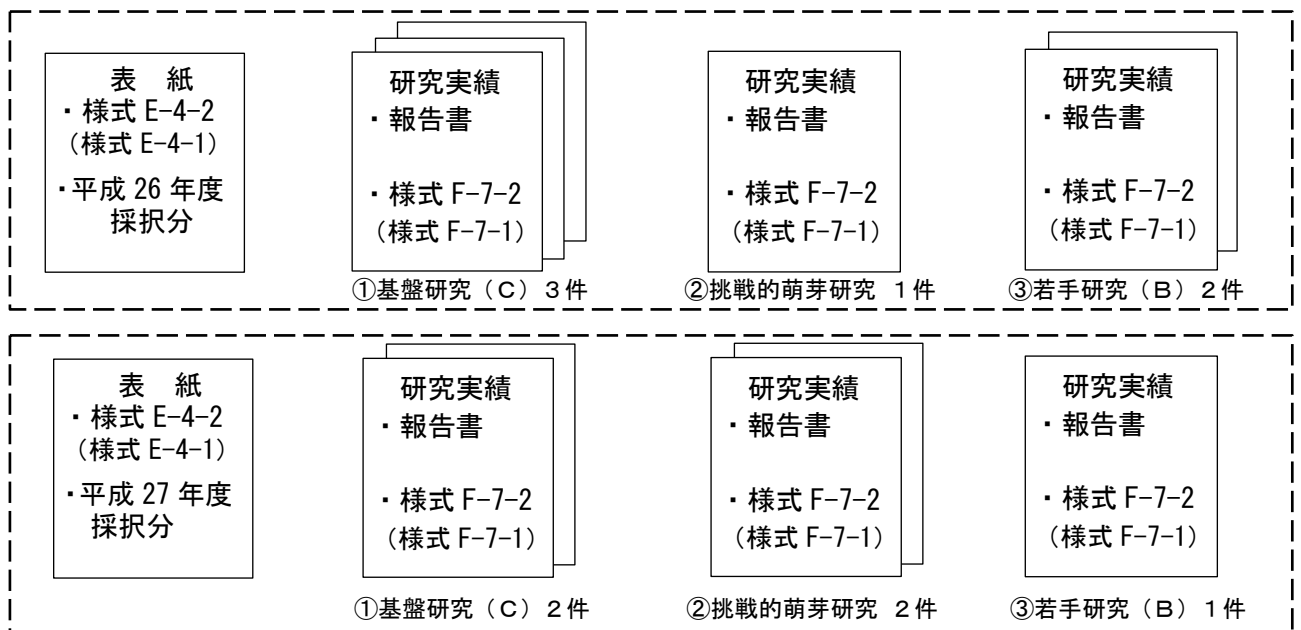 表　紙
・様式 E-4-2
(様式 E-4-1)
・平成 26 年度
採択分
研究実績
・報告書
・様式 F-7-2
(様式 F-7-1)
①基盤研究（C）３件
研究実績
・報告書
・様式 F-7-2
(様式 F-7-1)
②挑戦的萌芽研究 １件
研究実績
・報告書
・様式 F-7-2
(様式 F-7-1)
③若手研究（B）２件
表　紙
・様式 E-4-2
(様式 E-4-1)
・平成 27 年度
採択分
研究実績
・報告書
・様式 F-7-2
(様式 F-7-1)
①基盤研究（C）２件
研究実績
・報告書
・様式 F-7-2
(様式 F-7-1)
②挑戦的萌芽研究 ２件
研究実績
・報告書
・様式 F-7-2
(様式 F-7-1)
③若手研究（B）１件